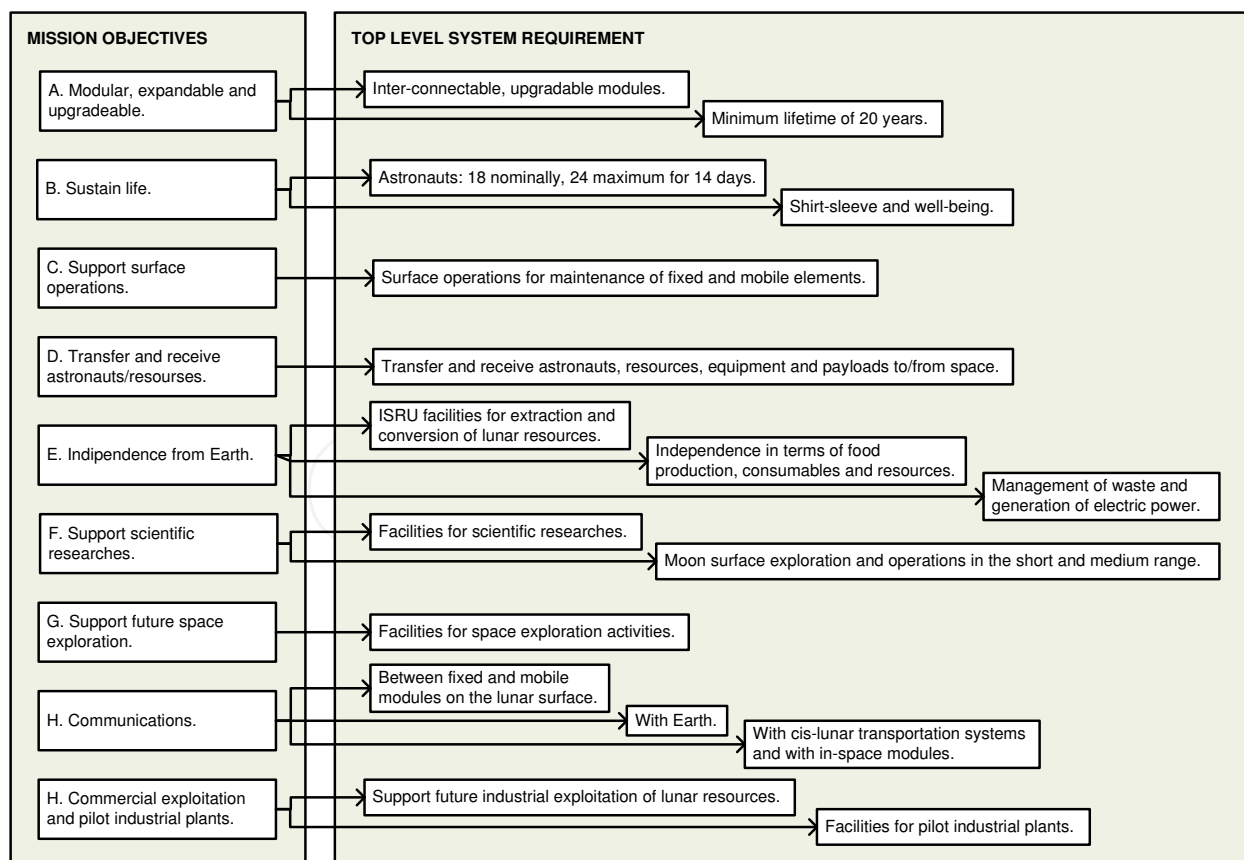 MISSION OBJECTIVES
TOP LEVEL SYSTEM REQUIREMENT
A. Modular, expandable and
upgradeable.
Inter-connectable, upgradable modules.
Minimum lifetime of 20 years.
B. Sustain life.
Astronauts: 18 nominally, 24 maximum for 14 days.
Shirt-sleeve and well-being.
C. Support surface
operations.
Surface operations for maintenance of fixed and mobile elements.
D. Transfer and receive
astronauts/resourses.
Transfer and receive astronauts, resources, equipment and payloads to/from space.
E. Indipendence from Earth.
ISRU facilities for extraction and
conversion of lunar resources.
Independence in terms of food
production, consumables and resources.
Management of waste and
generation of electric power.
F. Support scientific
researches.
Facilities for scientific researches.
Moon surface exploration and operations in the short and medium range.
G. Support future space
exploration.
Facilities for space exploration activities.
H. Communications.
Between fixed and mobile
modules on the lunar surface.
With Earth.
With cis-lunar transportation systems
and with in-space modules.
H. Commercial exploitation
and pilot industrial plants.
Support future industrial exploitation of lunar resources.
Facilities for pilot industrial plants.